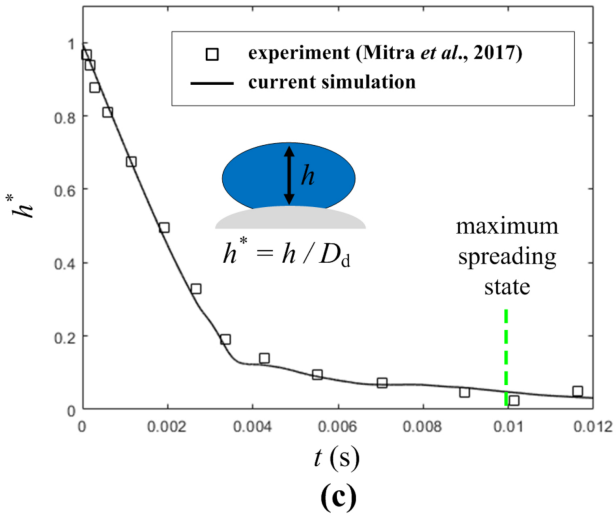 1
0.8
0.6
0.4
0.2
0
h*
experiment (Mitra et al., 2017)
current simulation
h
h* = h / Dd
maximum
spreading
state
0 0.002 0.004 0.006 0.008 0.01 0.012
t (s)
(c)